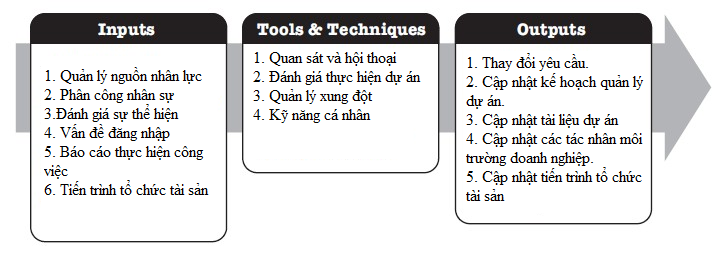 Inputs
1. Quản lý nguồn nhân lực
2. Phân công nhân sự
3.Đánh giá sự thể hiện
4. Vấn đề đăng nhập
5. Báo cáo thực hiện công
việc
6. Tiến trình tổ chức tài sản
Tools & Techniques
1. Quan sát và hội thoại
2. Đánh giá thực hiện dự án
3. Quản lý xung đột
4. Kỹ năng cá nhân
Outputs
1. Thay đổi yêu cầu.
2. Cập nhật kế hoạch quản lý
dự án.
3. Cập nhật tài liệu dự án
4. Cập nhật các tác nhân môi
trường doanh nghiệp.
5. Cập nhật tiến trình tổ chức
tài sản